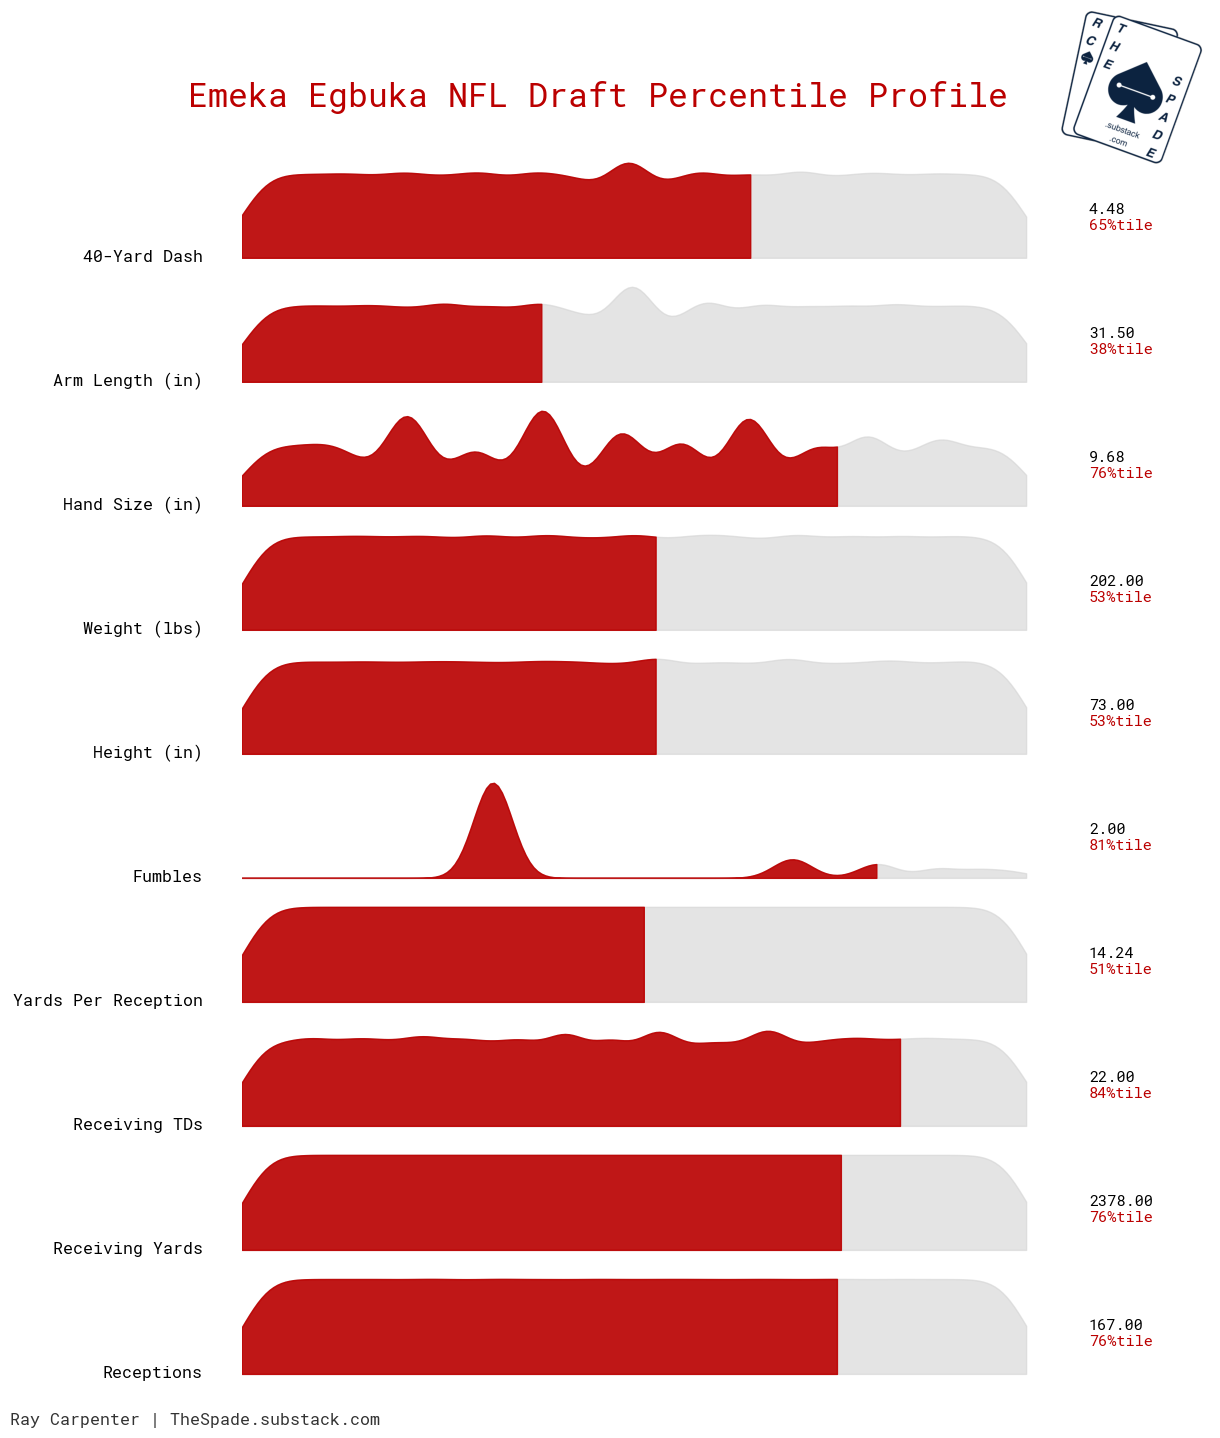 RC
THE
SPADE
.substack
.com
Emeka Egbuka NFL Draft Percentile Profile
40-Yard Dash
4.48
65%tile
Arm Length (in)
31.50
38%tile
Hand Size (in)
9.68
76%tile
Weight (lbs)
202.00
53%tile
Height (in)
73.00
53%tile
Fumbles
2.00
81%tile
Yards Per Reception
14.24
51%tile
Receiving TDs
22.00
84%tile
Receiving Yards
2378.00
76%tile
Receptions
167.00
76%tile
Ray Carpenter | TheSpade.substack.com